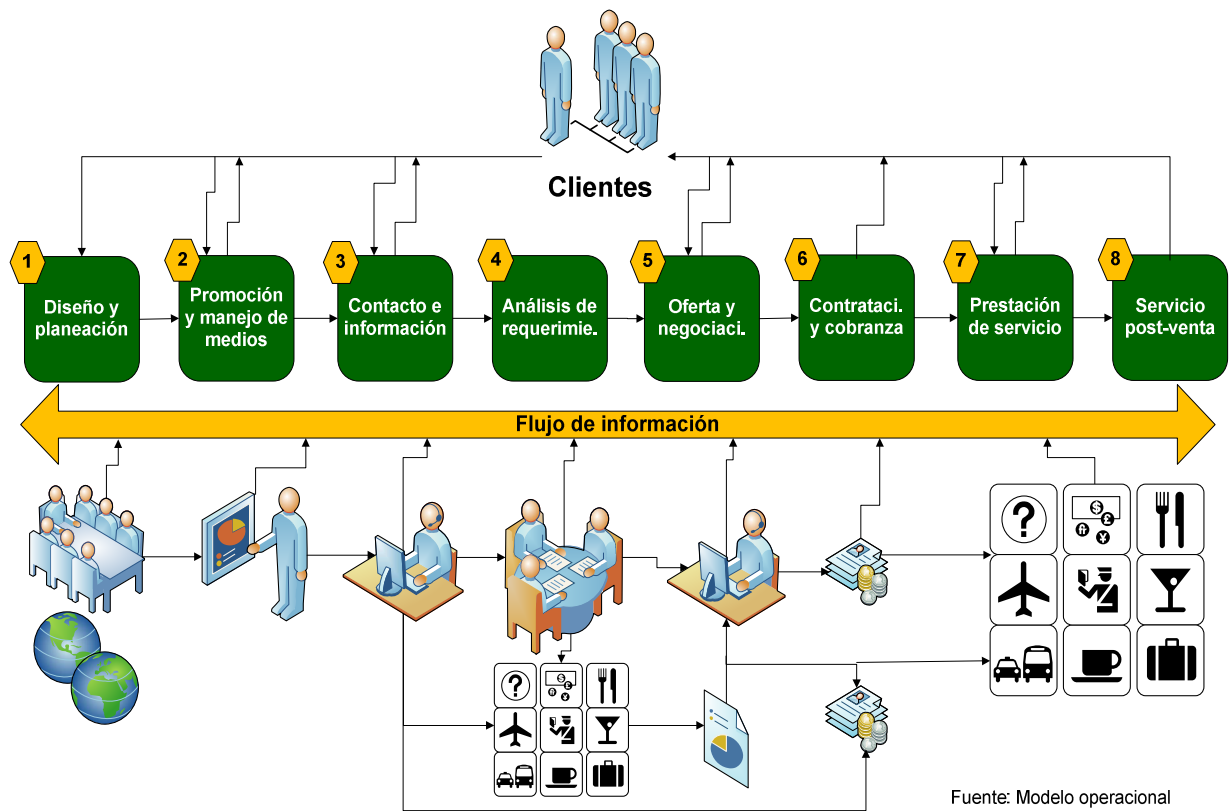 Clientes
1
Diseño y
planeación
2
Promoción
y manejo de
medios
3
Contacto e
información
4
Análisis de
requerimie.
5
Oferta y
negociaci.
6
Contrataci.
y cobranza
7
Prestación
de servicio
8
Servicio
post-venta
Flujo de información
?
$
£
¥
?
$
£
¥
Fuente: Modelo operacional